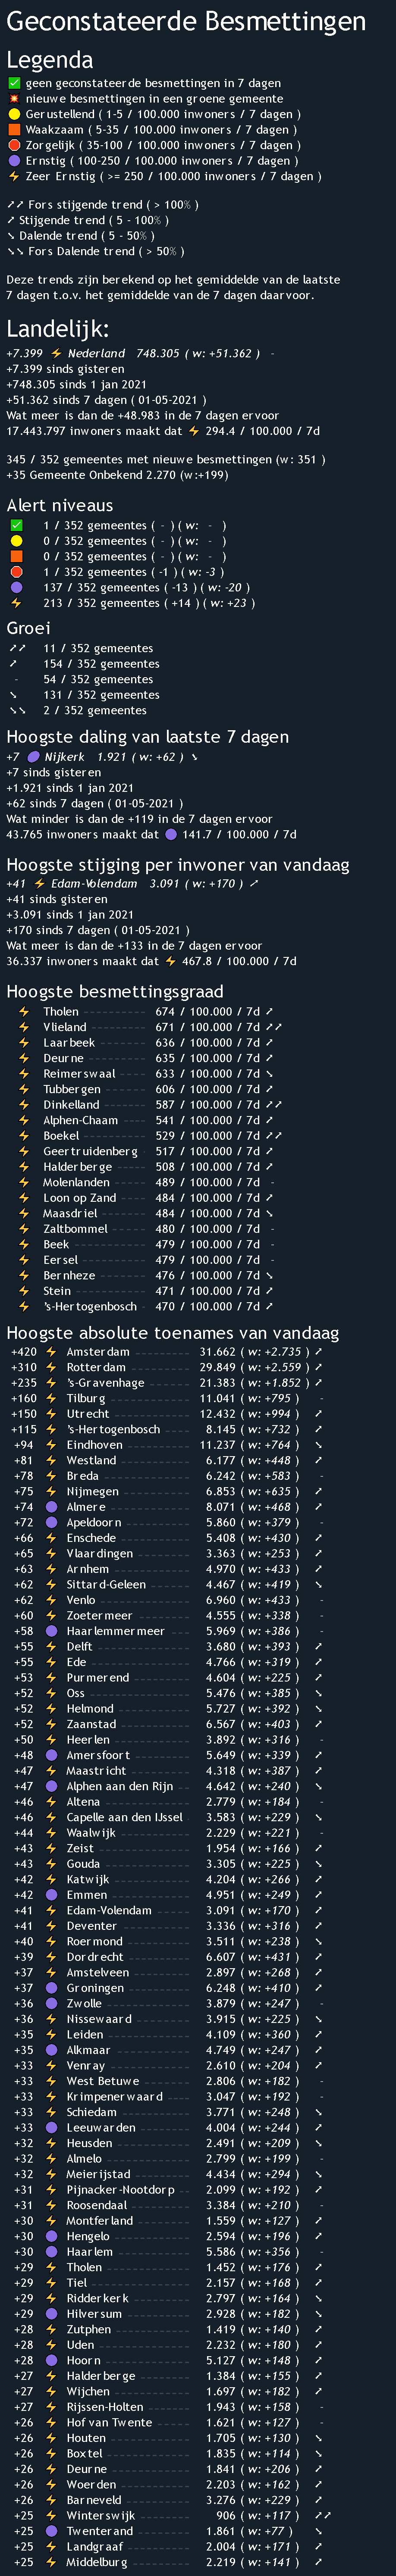 Geconstateerde Besmettingen
Legenda
✅ geen geconstateerde besmettingen in 7 dagen
💥 nieuwe besmettingen in een groene gemeente
🟡 Gerustellend ( 1-5 / 100.000 inwoners / 7 dagen )
🟧 Waakzaam ( 5-35 / 100.000 inwoners / 7 dagen )
🔴 Zorgelijk ( 35-100 / 100.000 inwoners / 7 dagen )
🟣 Ernstig ( 100-250 / 100.000 inwoners / 7 dagen )
⚡ Zeer Ernstig ( >= 250 / 100.000 inwoners / 7 dagen )
↗↗ Fors stijgende trend ( > 100% )
↗ Stijgende trend ( 5 - 100% )
↘ Dalende trend ( 5 - 50% )
↘↘ Fors Dalende trend ( > 50% )
Deze trends zijn berekend op het gemiddelde van de laatste
7 dagen t.o.v. het gemiddelde van de 7 dagen daarvoor.
Landelijk:
+7.399 ⚡ Nederland 748.305 ( w: +51.362 ) -
+7.399 sinds gisteren
+748.305 sinds 1 jan 2021
+51.362 sinds 7 dagen ( 01-05-2021 )
Wat meer is dan de +48.983 in de 7 dagen ervoor
17.443.797 inwoners maakt dat ⚡ 294.4 / 100.000 / 7d
345 / 352 gemeentes met nieuwe besmettingen (w: 351 )
+35 Gemeente Onbekend 2.270 (w:+199)
Alert niveaus
✅ 1 / 352 gemeentes ( - ) ( w: - )
🟡 0 / 352 gemeentes ( - ) ( w: - )
🟧 0 / 352 gemeentes ( - ) ( w: - )
🔴 1 / 352 gemeentes ( -1 ) ( w: -3 )
🟣 137 / 352 gemeentes ( -13 ) ( w: -20 )
⚡ 213 / 352 gemeentes ( +14 ) ( w: +23 )
Groei
↗↗ 11 / 352 gemeentes
↗ 154 / 352 gemeentes
- 54 / 352 gemeentes
↘ 131 / 352 gemeentes
↘↘ 2 / 352 gemeentes
Hoogste daling van laatste 7 dagen
+7 🟣 Nijkerk 1.921 ( w: +62 ) ↘
+7 sinds gisteren
+1.921 sinds 1 jan 2021
+62 sinds 7 dagen ( 01-05-2021 )
Wat minder is dan de +119 in de 7 dagen ervoor
43.765 inwoners maakt dat 🟣 141.7 / 100.000 / 7d
Hoogste stijging per inwoner van vandaag
+41 ⚡ Edam-Volendam 3.091 ( w: +170 ) ↗
+41 sinds gisteren
+3.091 sinds 1 jan 2021
+170 sinds 7 dagen ( 01-05-2021 )
Wat meer is dan de +133 in de 7 dagen ervoor
36.337 inwoners maakt dat ⚡ 467.8 / 100.000 / 7d
Hoogste besmettingsgraad
⚡ Tholen 674 / 100.000 / 7d ↗
⚡ Vlieland 671 / 100.000 / 7d ↗↗
⚡ Laarbeek 636 / 100.000 / 7d ↗
⚡ Deurne 635 / 100.000 / 7d ↗
⚡ Reimerswaal 633 / 100.000 / 7d ↘
⚡ Tubbergen 606 / 100.000 / 7d ↗
⚡ Dinkelland 587 / 100.000 / 7d ↗↗
⚡ Alphen-Chaam 541 / 100.000 / 7d ↗
⚡ Boekel 529 / 100.000 / 7d ↗↗
⚡ Geertruidenberg 517 / 100.000 / 7d ↗
⚡ Halderberge 508 / 100.000 / 7d ↗
⚡ Molenlanden 489 / 100.000 / 7d -
⚡ Loon op Zand 484 / 100.000 / 7d ↗
⚡ Maasdriel 484 / 100.000 / 7d ↘
⚡ Zaltbommel 480 / 100.000 / 7d -
⚡ Beek 479 / 100.000 / 7d -
⚡ Eersel 479 / 100.000 / 7d -
⚡ Bernheze 476 / 100.000 / 7d ↘
⚡ Stein 471 / 100.000 / 7d ↗
⚡ 's-Hertogenbosch 470 / 100.000 / 7d ↗
Hoogste absolute toenames van vandaag
+420 ⚡ Amsterdam 31.662 ( w: +2.735 ) ↗
+310 ⚡ Rotterdam 29.849 ( w: +2.559 ) ↗
+235 ⚡ 's-Gravenhage 21.383 ( w: +1.852 ) ↗
+160 ⚡ Tilburg 11.041 ( w: +795 ) -
+150 ⚡ Utrecht 12.432 ( w: +994 ) ↗
+115 ⚡ 's-Hertogenbosch 8.145 ( w: +732 ) ↗
+94 ⚡ Eindhoven 11.237 ( w: +764 ) ↘
+81 ⚡ Westland 6.177 ( w: +448 ) ↗
+78 ⚡ Breda 6.242 ( w: +583 ) -
+75 ⚡ Nijmegen 6.853 ( w: +635 ) ↗
+74 🟣 Almere 8.071 ( w: +468 ) ↗
+72 🟣 Apeldoorn 5.860 ( w: +379 ) -
+66 ⚡ Enschede 5.408 ( w: +430 ) ↗
+65 ⚡ Vlaardingen 3.363 ( w: +253 ) ↗
+63 ⚡ Arnhem 4.970 ( w: +433 ) ↗
+62 ⚡ Sittard-Geleen 4.467 ( w: +419 ) ↘
+62 ⚡ Venlo 6.960 ( w: +433 ) -
+60 ⚡ Zoetermeer 4.555 ( w: +338 ) -
+58 🟣 Haarlemmermeer 5.969 ( w: +386 ) -
+55 ⚡ Delft 3.680 ( w: +393 ) ↗
+55 ⚡ Ede 4.766 ( w: +319 ) ↗
+53 ⚡ Purmerend 4.604 ( w: +225 ) ↗
+52 ⚡ Oss 5.476 ( w: +385 ) ↘
+52 ⚡ Helmond 5.727 ( w: +392 ) ↘
+52 ⚡ Zaanstad 6.567 ( w: +403 ) ↗
+50 ⚡ Heerlen 3.892 ( w: +316 ) -
+48 🟣 Amersfoort 5.649 ( w: +339 ) ↗
+47 ⚡ Maastricht 4.318 ( w: +387 ) ↗
+47 🟣 Alphen aan den Rijn 4.642 ( w: +240 ) ↘
+46 ⚡ Altena 2.779 ( w: +184 ) -
+46 ⚡ Capelle aan den IJssel 3.583 ( w: +229 ) ↘
+44 ⚡ Waalwijk 2.229 ( w: +221 ) -
+43 ⚡ Zeist 1.954 ( w: +166 ) ↗
+43 ⚡ Gouda 3.305 ( w: +225 ) ↘
+42 ⚡ Katwijk 4.204 ( w: +266 ) ↗
+42 🟣 Emmen 4.951 ( w: +249 ) ↗
+41 ⚡ Edam-Volendam 3.091 ( w: +170 ) ↗
+41 ⚡ Deventer 3.336 ( w: +316 ) ↗
+40 ⚡ Roermond 3.511 ( w: +238 ) ↘
+39 ⚡ Dordrecht 6.607 ( w: +431 ) ↗
+37 ⚡ Amstelveen 2.897 ( w: +268 ) ↗
+37 🟣 Groningen 6.248 ( w: +410 ) ↗
+36 🟣 Zwolle 3.879 ( w: +247 ) -
+36 ⚡ Nissewaard 3.915 ( w: +225 ) ↘
+35 ⚡ Leiden 4.109 ( w: +360 ) ↗
+35 🟣 Alkmaar 4.749 ( w: +247 ) ↗
+33 ⚡ Venray 2.610 ( w: +204 ) ↗
+33 ⚡ West Betuwe 2.806 ( w: +182 ) -
+33 ⚡ Krimpenerwaard 3.047 ( w: +192 ) -
+33 ⚡ Schiedam 3.771 ( w: +248 ) ↘
+33 🟣 Leeuwarden 4.004 ( w: +244 ) ↗
+32 ⚡ Heusden 2.491 ( w: +209 ) ↘
+32 ⚡ Almelo 2.799 ( w: +199 ) -
+32 ⚡ Meierijstad 4.434 ( w: +294 ) ↘
+31 ⚡ Pijnacker-Nootdorp 2.099 ( w: +192 ) ↗
+31 ⚡ Roosendaal 3.384 ( w: +210 ) -
+30 ⚡ Montferland 1.559 ( w: +127 ) ↗
+30 🟣 Hengelo 2.594 ( w: +196 ) ↗
+30 🟣 Haarlem 5.586 ( w: +356 ) -
+29 ⚡ Tholen 1.452 ( w: +176 ) ↗
+29 ⚡ Tiel 2.157 ( w: +168 ) ↗
+29 ⚡ Ridderkerk 2.797 ( w: +164 ) ↘
+29 🟣 Hilversum 2.928 ( w: +182 ) ↘
+28 ⚡ Zutphen 1.419 ( w: +140 ) ↗
+28 ⚡ Uden 2.232 ( w: +180 ) ↗
+28 🟣 Hoorn 5.127 ( w: +148 ) ↗
+27 ⚡ Halderberge 1.384 ( w: +155 ) ↗
+27 ⚡ Wijchen 1.697 ( w: +182 ) ↗
+27 ⚡ Rijssen-Holten 1.943 ( w: +158 ) -
+26 ⚡ Hof van Twente 1.621 ( w: +127 ) -
+26 ⚡ Houten 1.705 ( w: +130 ) ↘
+26 ⚡ Boxtel 1.835 ( w: +114 ) ↘
+26 ⚡ Deurne 1.841 ( w: +206 ) ↗
+26 ⚡ Woerden 2.203 ( w: +162 ) ↗
+26 ⚡ Barneveld 3.276 ( w: +229 ) ↗
+25 ⚡ Winterswijk 906 ( w: +117 ) ↗↗
+25 🟣 Twenterand 1.861 ( w: +77 ) ↘
+25 ⚡ Landgraaf 2.004 ( w: +171 ) ↗
+25 ⚡ Middelburg 2.219 ( w: +141 ) ↗